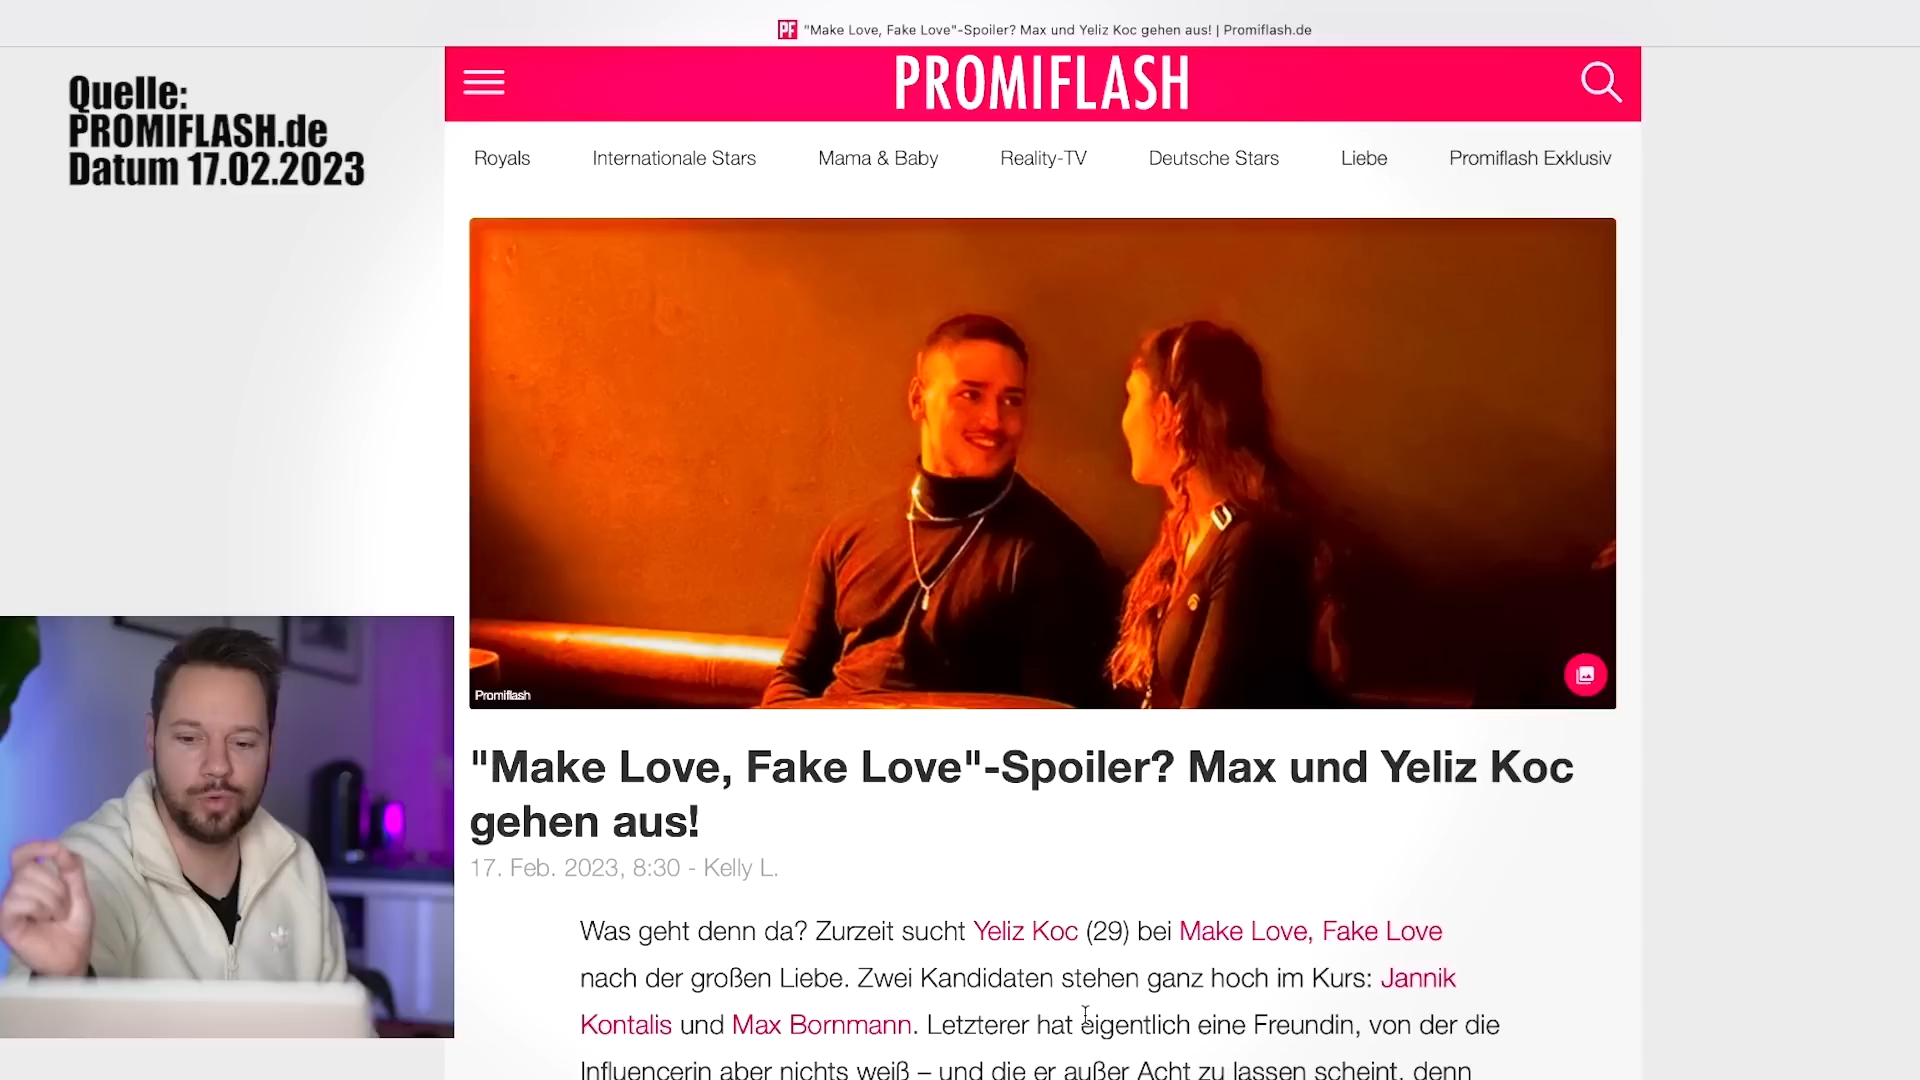 "Make Love, Fake Love"-Spoiler? Max und Yeliz Koc gehen aus! | Promiflash.de
Quelle:
PROMIFLASH.de
Datum 17.02.2023
PROMIFLASH
Royals Internationale Stars Mama & Baby Reality-TV Deutsche Stars Liebe Promiflash Exklusiv
Promiflash
"Make Love, Fake Love"-Spoiler? Max und Yeliz Koc
gehen aus!
17. Feb. 2023, 8:30 - Kelly L.
Was geht denn da? Zurzeit sucht Yeliz Koc (29) bei Make Love, Fake Love
nach der großen Liebe. Zwei Kandidaten stehen ganz hoch im Kurs: Jannik
Kontalis und Max Bornmann. Letzterer hat eigentlich eine Freundin, von der die
Influencerin aber nichts weiß – und die er außer Acht zu lassen scheint, denn